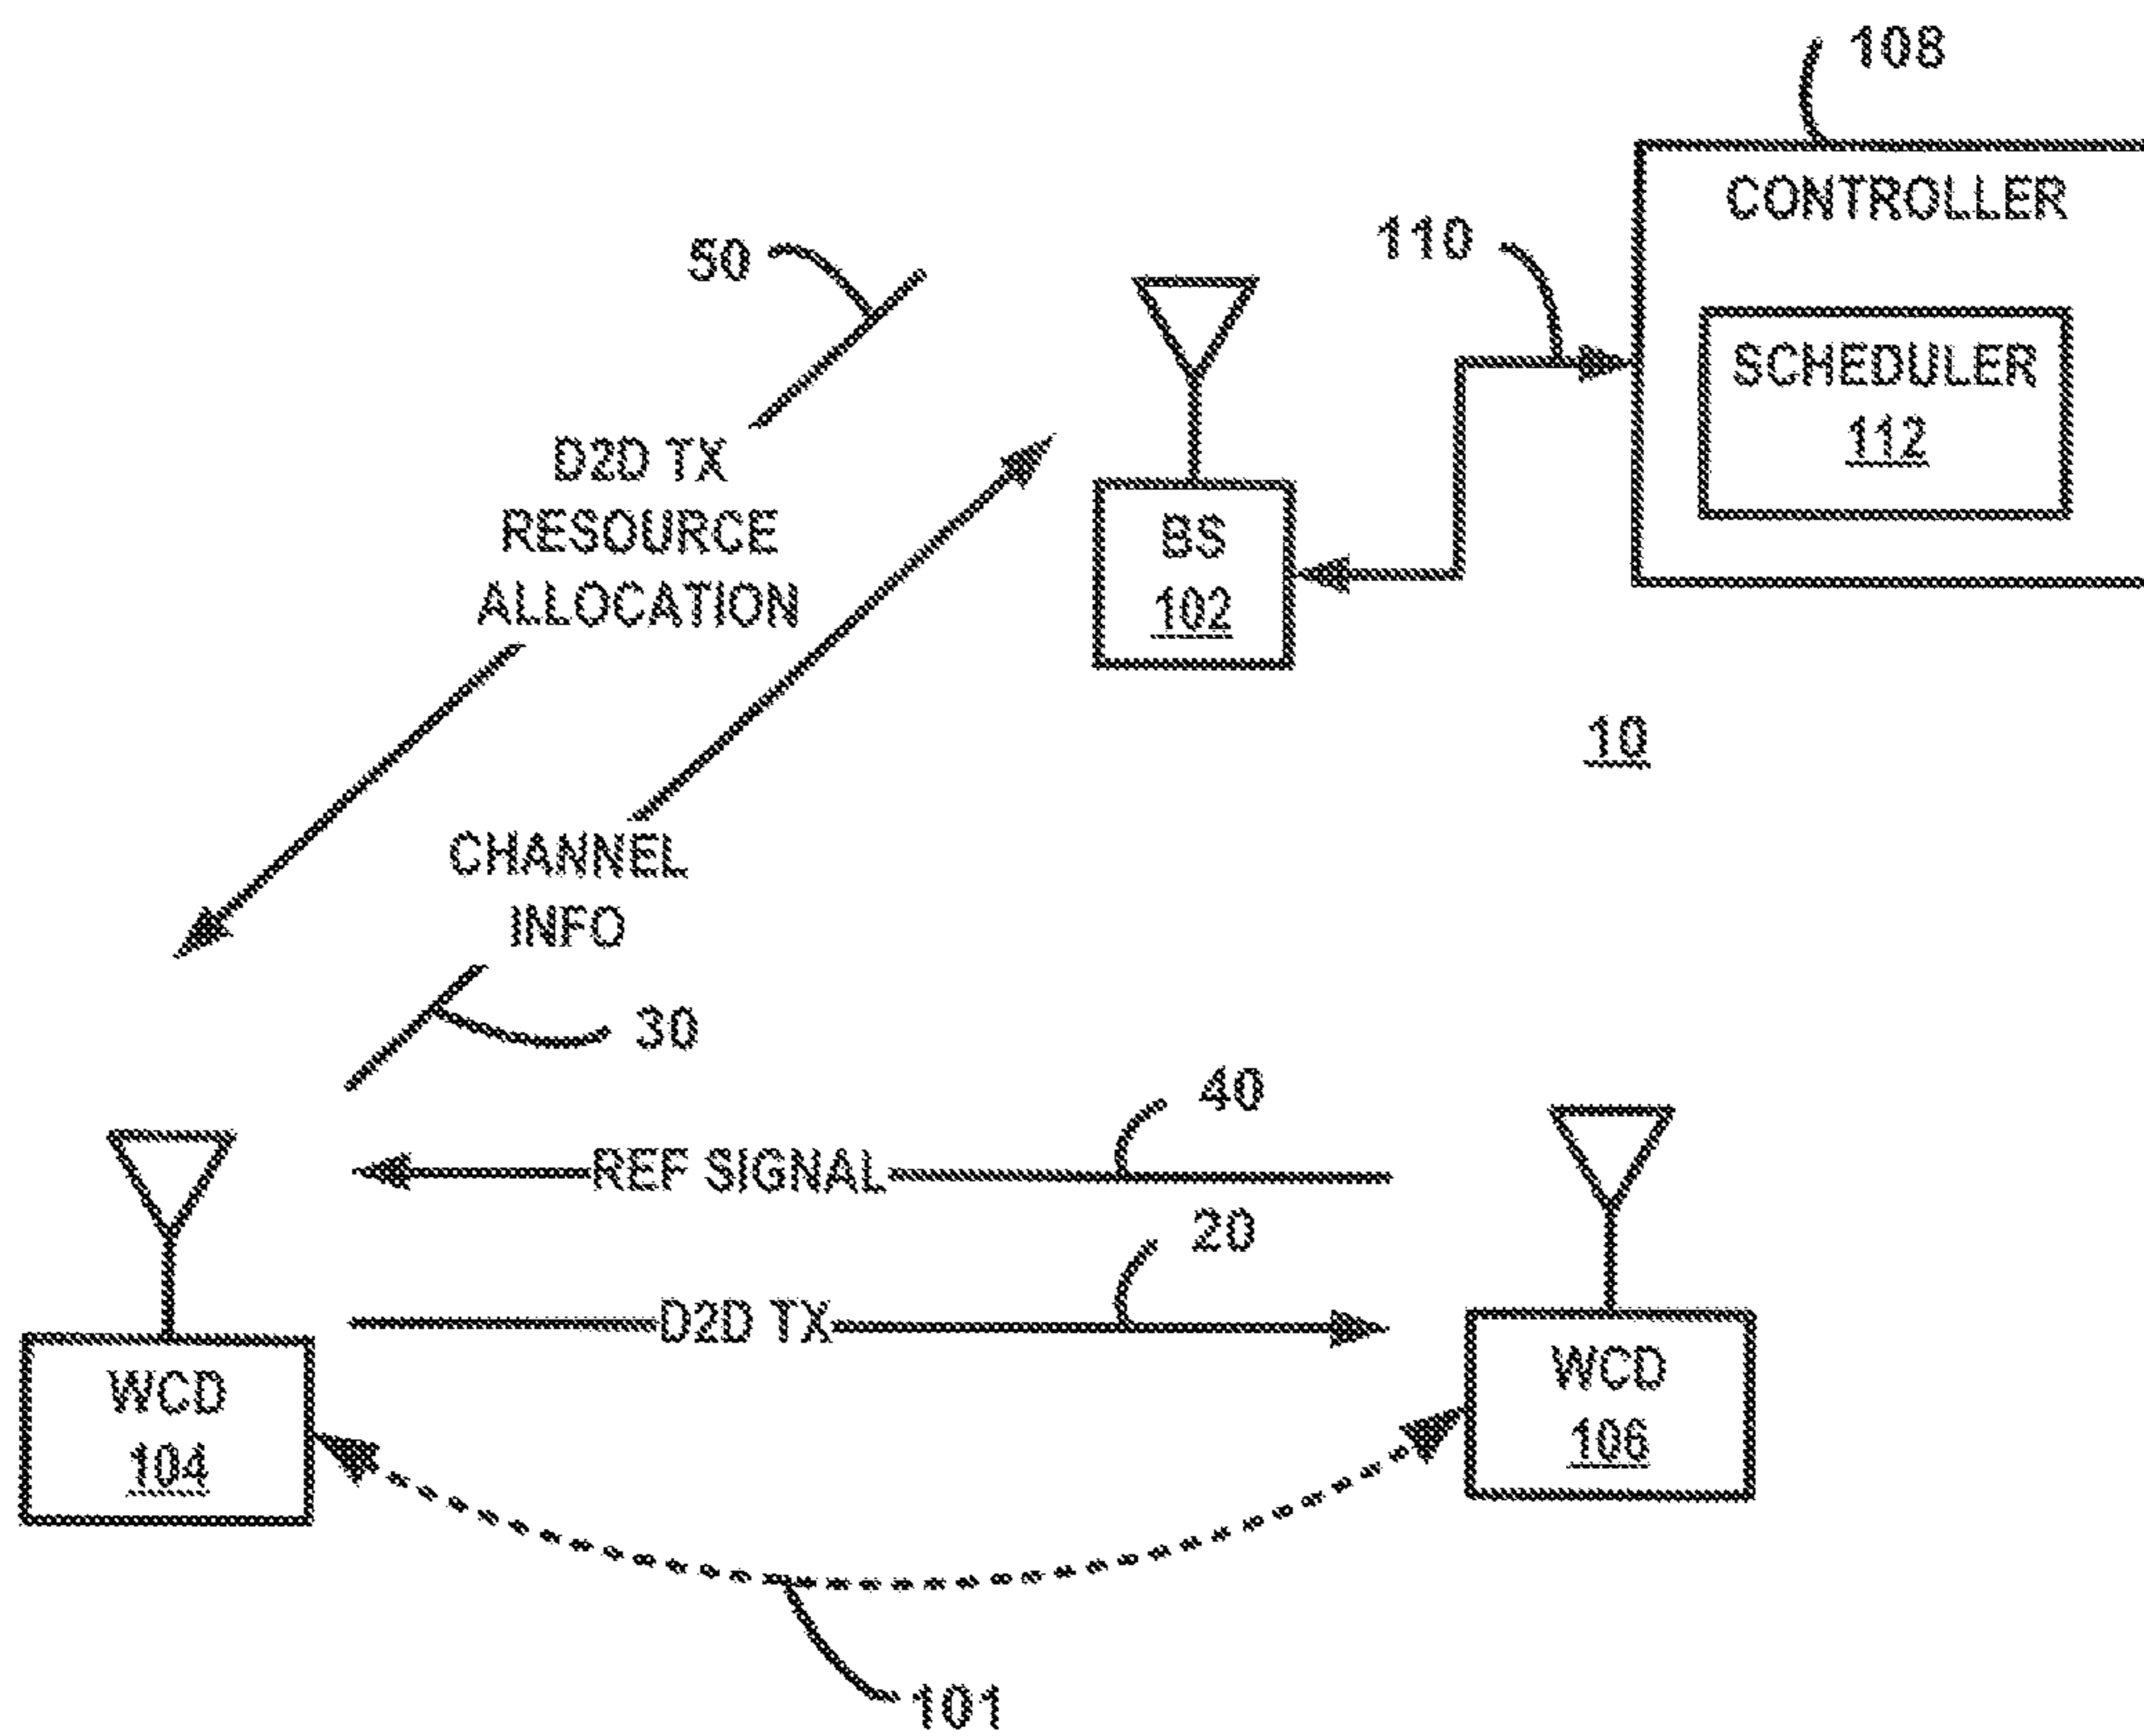 108
CONTROLLER
50
110
SCHEDULER
112
D2D TX
RESOURCE
ALLOCATION
BS
102
10
CHANNEL
INFO
30
40
REF SIGNAL
20
D2D TX
WCD
104
WCD
106
101